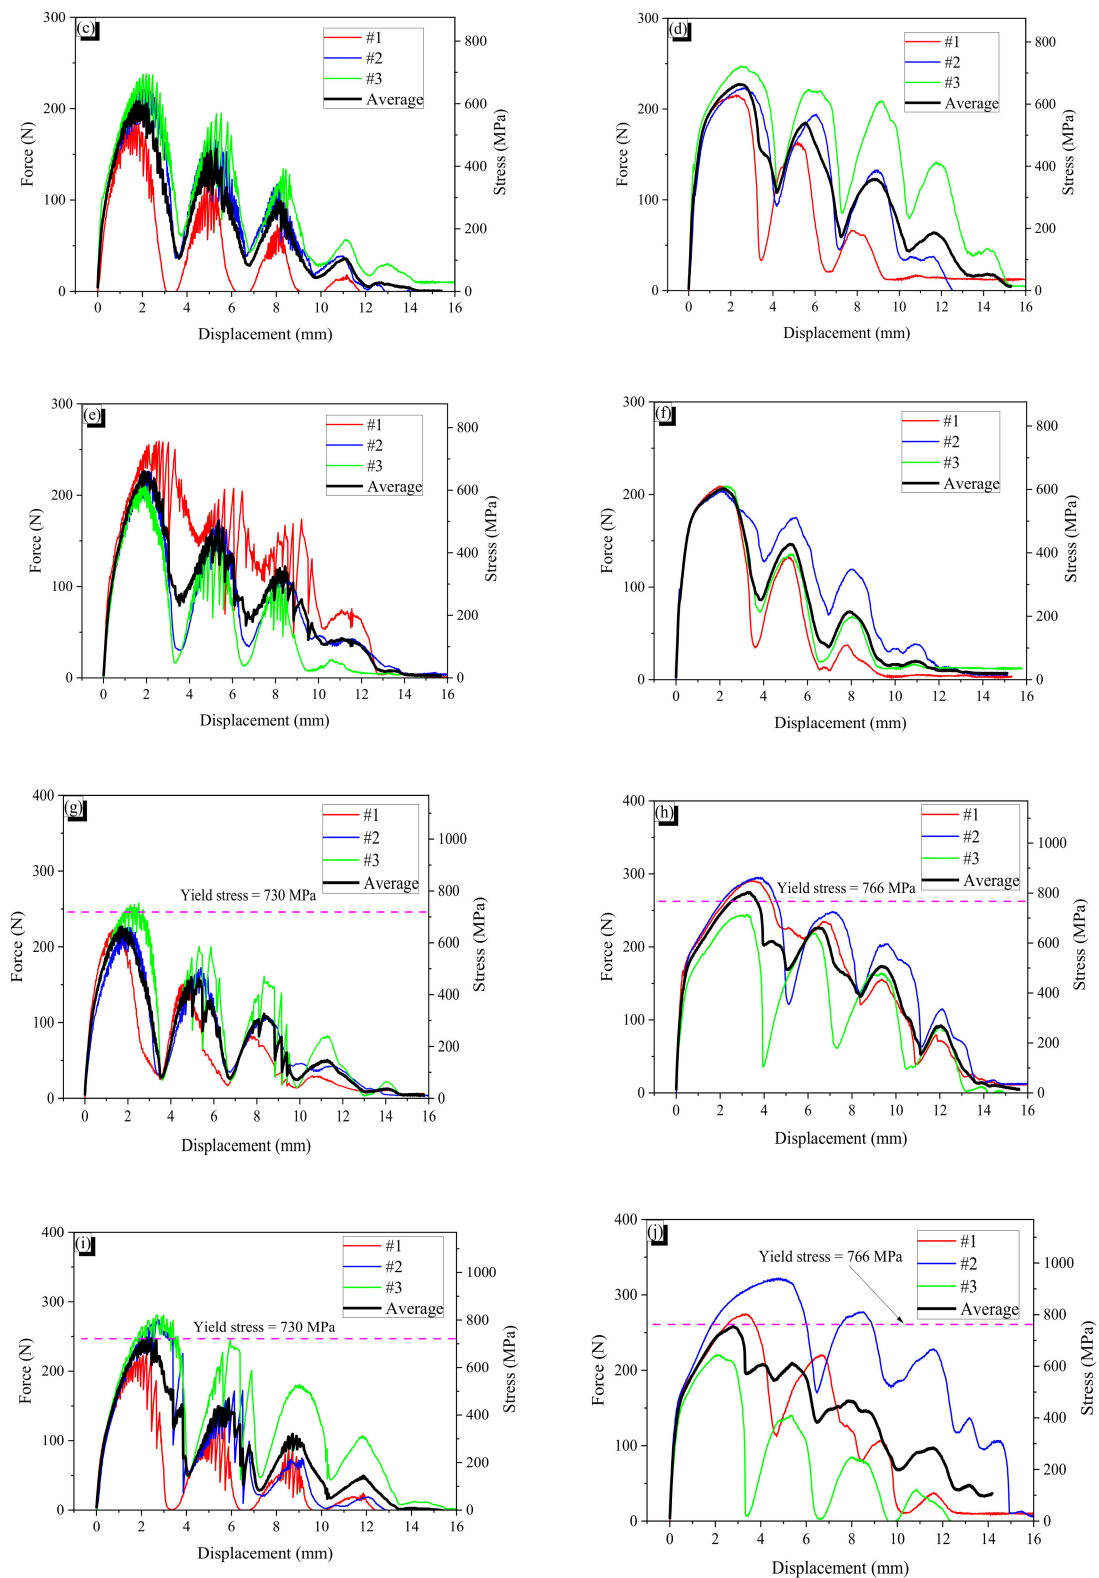 (c)
#1
#2
#3
Average
300
200
100
0
800
600
400
200
0
Force (N)
Stress (MPa)
0 2 4 6 8 10 12 14 16
Displacement (mm)
(d)
#1
#2
#3
Average
300
200
100
0
800
600
400
200
0
Force (N)
Stress (MPa)
0 2 4 6 8 10 12 14 16
Displacement (mm)
(e)
#1
#2
#3
Average
300
200
100
0
800
600
400
200
0
Force (N)
Stress (MPa)
0 2 4 6 8 10 12 14 16
Displacement (mm)
(f)
#1
#2
#3
Average
300
200
100
0
800
600
400
200
0
Force (N)
Stress (MPa)
0 2 4 6 8 10 12 14 16
Displacement (mm)
(g)
#1
#2
#3
Average
Yield stress = 730 MPa
400
300
200
100
0
1000
800
600
400
200
0
Force (N)
Stress (MPa)
0 2 4 6 8 10 12 14 16
Displacement (mm)
(h)
#1
#2
#3
Average
Yield stress = 766 MPa
400
300
200
100
0
1000
800
600
400
200
0
Force (N)
Stress (MPa)
0 2 4 6 8 10 12 14 16
Displacement (mm)
(i)
#1
#2
#3
Average
Yield stress = 730 MPa
400
300
200
100
0
1000
800
600
400
200
0
Force (N)
Stress (MPa)
0 2 4 6 8 10 12 14 16
Displacement (mm)
(j)
#1
#2
#3
Average
Yield stress = 766 MPa
400
300
200
100
0
1000
800
600
400
200
0
Force (N)
Stress (MPa)
0 2 4 6 8 10 12 14 16
Displacement (mm)